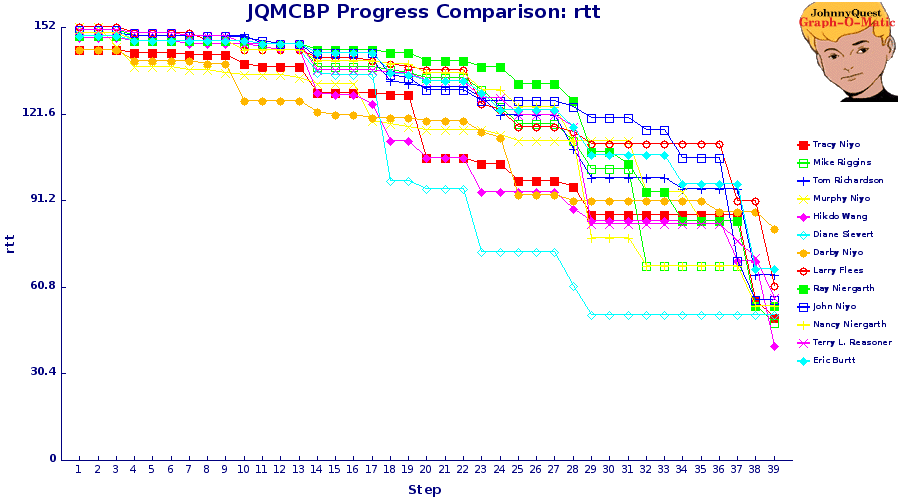 JQMCBP Progress Comparison: rtt
JohnnyQuest
Graph-O-Matic
152
121.6
91.2
60.8
30.4
0
rtt
1 2 3 4 5 6 7 8 9 10 11 12 13 14 15 16 17 18 19 20 21 22 23 24 25 26 27 28 29 30 31 32 33 34 35 36 37 38 39
Step
Tracy Niyo
Mike Riggins
Tom Richardson
Murphy Niyo
Hikdo Wang
Diane Sievert
Darby Niyo
Larry Flees
Ray Niergarth
John Niyo
Nancy Niergarth
Terry L. Reasoner
Eric Burtt